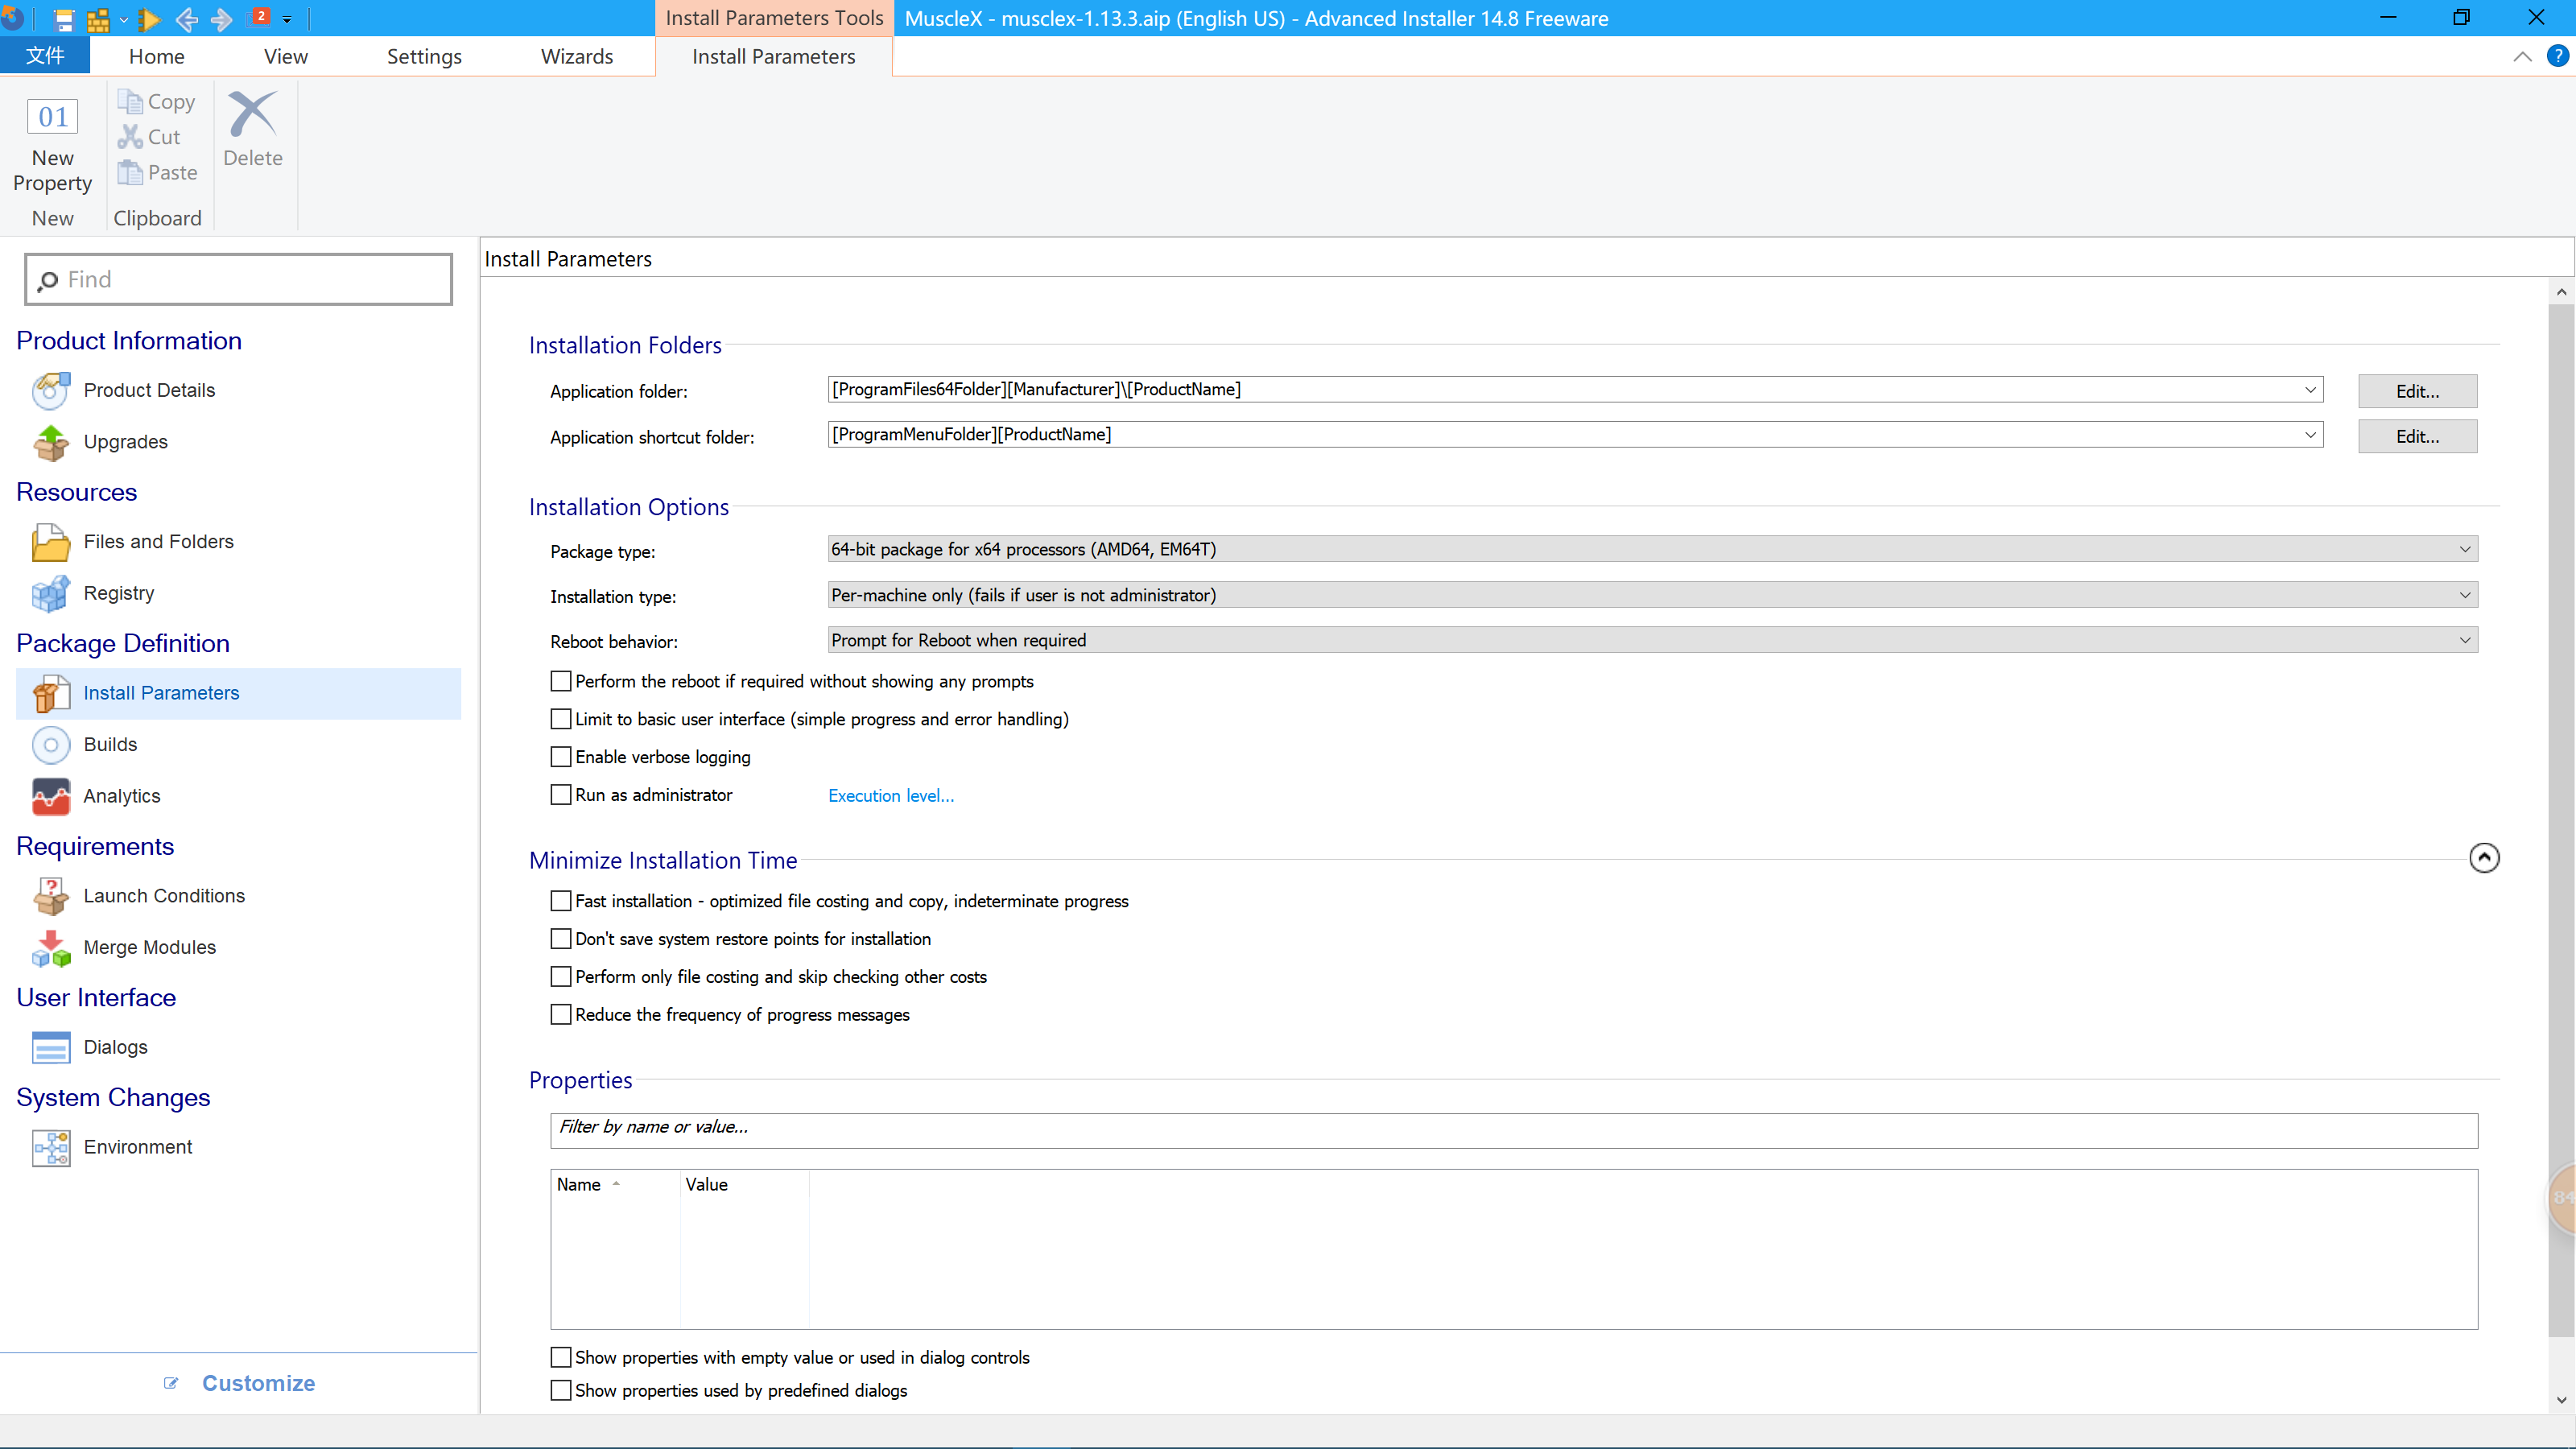 2
Install Parameters Tools
MuscleX - musclex-1.13.3.aip (English US) - Advanced Installer 14.8 Freeware
文件
Home
View
Settings
Wizards
Install Parameters
?
01
New Property
New
Copy
Cut
Paste
Clipboard
Delete
Find
Product Information
Product Details
Upgrades
Resources
Files and Folders
Registry
Package Definition
Install Parameters
Builds
Analytics
Requirements
Launch Conditions
Merge Modules
User Interface
Dialogs
System Changes
Environment
Customize
Install Parameters
Installation Folders
Application folder:
[ProgramFiles64Folder][Manufacturer]\[ProductName]
Edit...
Application shortcut folder:
[ProgramMenuFolder][ProductName]
Edit...
Installation Options
Package type:
64-bit package for x64 processors (AMD64, EM64T)
Installation type:
Per-machine only (fails if user is not administrator)
Reboot behavior:
Prompt for Reboot when required
Perform the reboot if required without showing any prompts
Limit to basic user interface (simple progress and error handling)
Enable verbose logging
Run as administrator
Execution level...
Minimize Installation Time
Fast installation - optimized file costing and copy, indeterminate progress
Don't save system restore points for installation
Perform only file costing and skip checking other costs
Reduce the frequency of progress messages
Properties
Filter by name or value...
Name
Value
84
Show properties with empty value or used in dialog controls
Show properties used by predefined dialogs